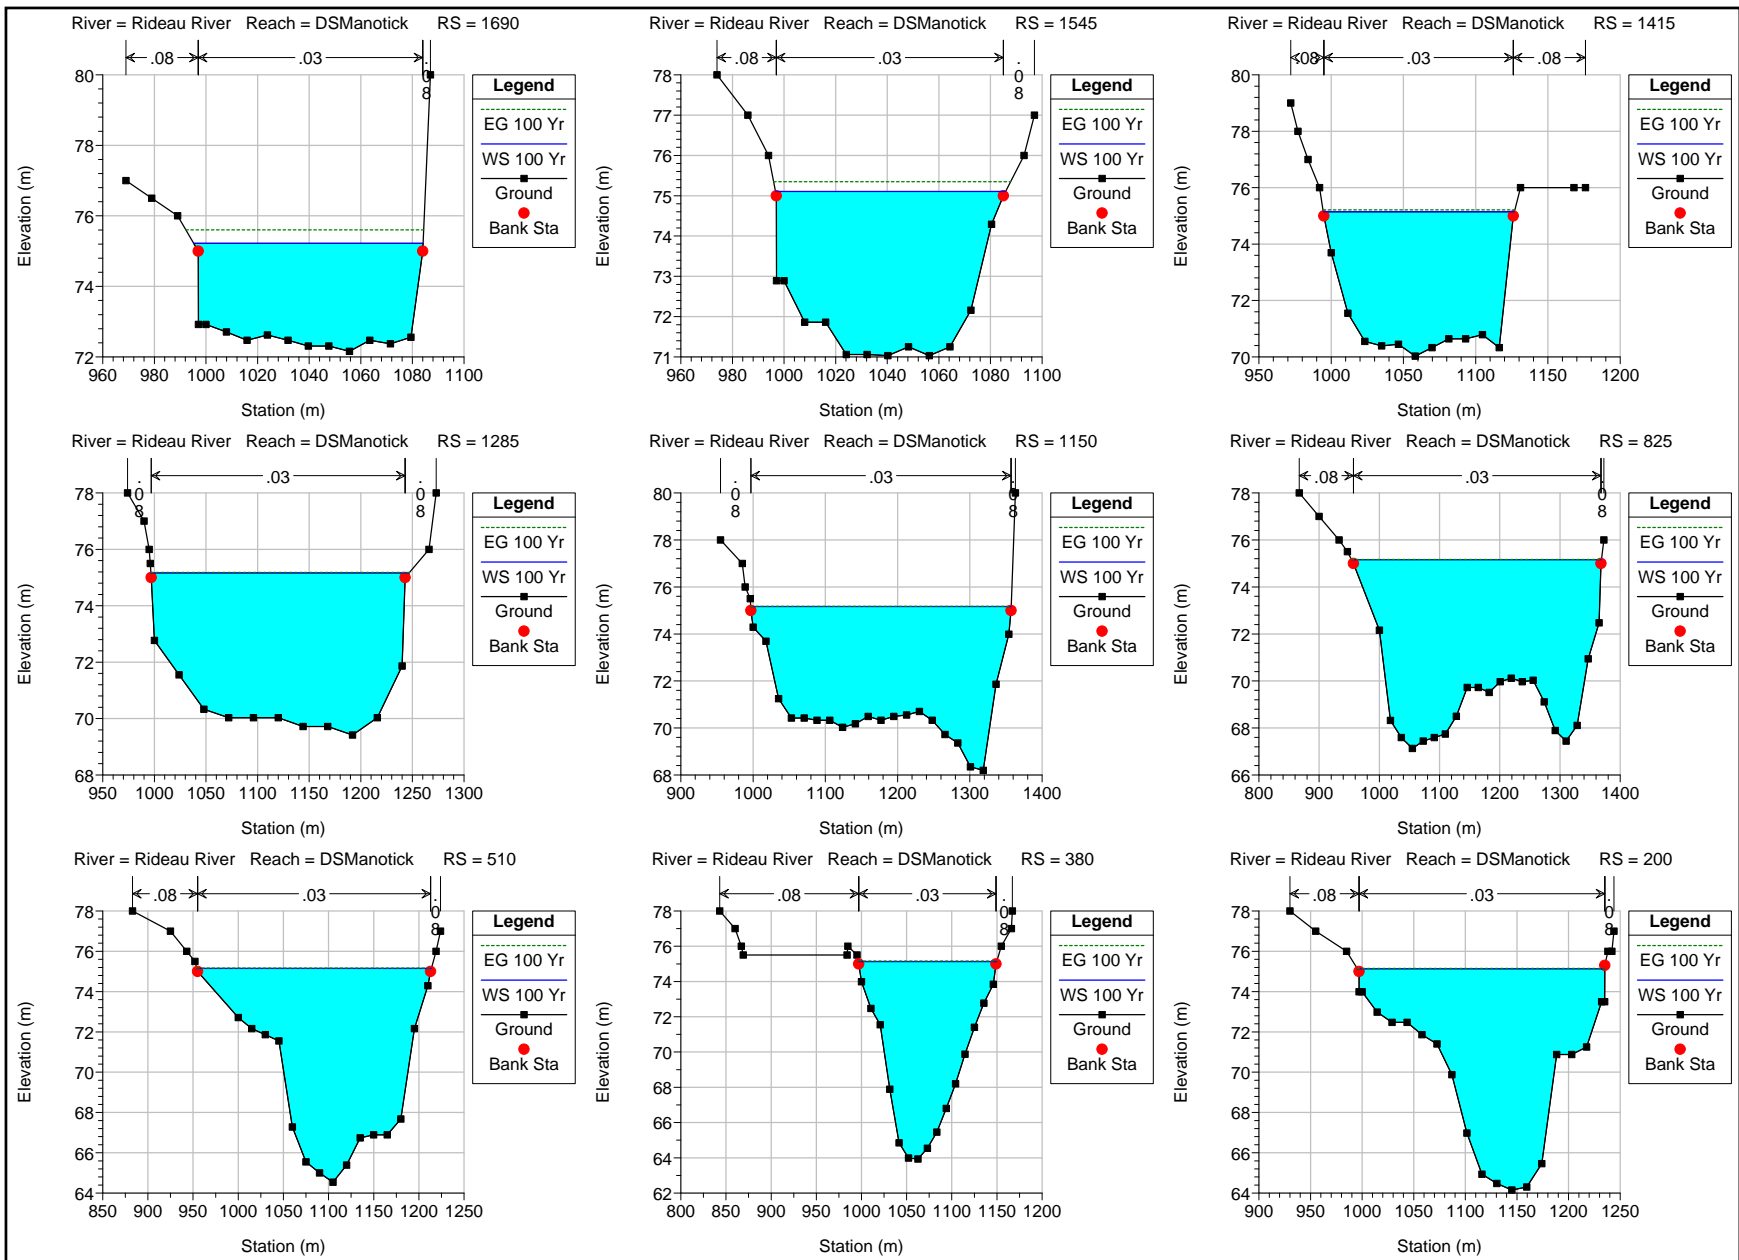 River = Rideau River Reach = DSManotick RS = 1690
.08 .03 .08
80
78
76
74
72
960 980 1000 1020 1040 1060 1080 1100
Station (m)
Elevation (m)
Legend
EG 100 Yr
WS 100 Yr
Ground
Bank Sta
River = Rideau River Reach = DSManotick RS = 1545
.08 .03 .08
78
77
76
75
74
73
72
71
960 980 1000 1020 1040 1060 1080 1100
Station (m)
Elevation (m)
Legend
EG 100 Yr
WS 100 Yr
Ground
Bank Sta
River = Rideau River Reach = DSManotick RS = 1415
.08 .03 .08
80
78
76
74
72
70
950 1000 1050 1100 1150 1200
Station (m)
Elevation (m)
Legend
EG 100 Yr
WS 100 Yr
Ground
Bank Sta
River = Rideau River Reach = DSManotick RS = 1285
.08 .03 .08
78
76
74
72
70
68
950 1000 1050 1100 1150 1200 1250 1300
Station (m)
Elevation (m)
Legend
EG 100 Yr
WS 100 Yr
Ground
Bank Sta
River = Rideau River Reach = DSManotick RS = 1150
.08 .03 .08
80
78
76
74
72
70
68
900 1000 1100 1200 1300 1400
Station (m)
Elevation (m)
Legend
EG 100 Yr
WS 100 Yr
Ground
Bank Sta
River = Rideau River Reach = DSManotick RS = 825
.08 .03 .08
78
76
74
72
70
68
66
800 900 1000 1100 1200 1300 1400
Station (m)
Elevation (m)
Legend
EG 100 Yr
WS 100 Yr
Ground
Bank Sta
River = Rideau River Reach = DSManotick RS = 510
.08 .03 .08
78
76
74
72
70
68
66
64
850 900 950 1000 1050 1100 1150 1200 1250
Station (m)
Elevation (m)
Legend
EG 100 Yr
WS 100 Yr
Ground
Bank Sta
River = Rideau River Reach = DSManotick RS = 380
.08 .03 .08
78
76
74
72
70
68
66
64
62
800 850 900 950 1000 1050 1100 1150 1200
Station (m)
Elevation (m)
Legend
EG 100 Yr
WS 100 Yr
Ground
Bank Sta
River = Rideau River Reach = DSManotick RS = 200
.08 .03 .08
78
76
74
72
70
68
66
64
900 950 1000 1050 1100 1150 1200 1250
Station (m)
Elevation (m)
Legend
EG 100 Yr
WS 100 Yr
Ground
Bank Sta